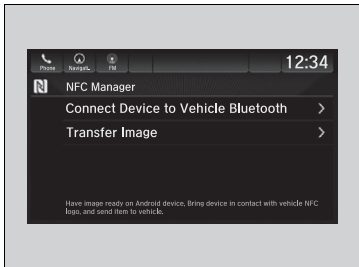 12:34
Phone Navigati.. FM
NFC Manager
Connect Device to Vehicle Bluetooth
Transfer Image
Have image ready on Android device, Bring device in contact with vehicle NFC
logo, and send item to vehicle.